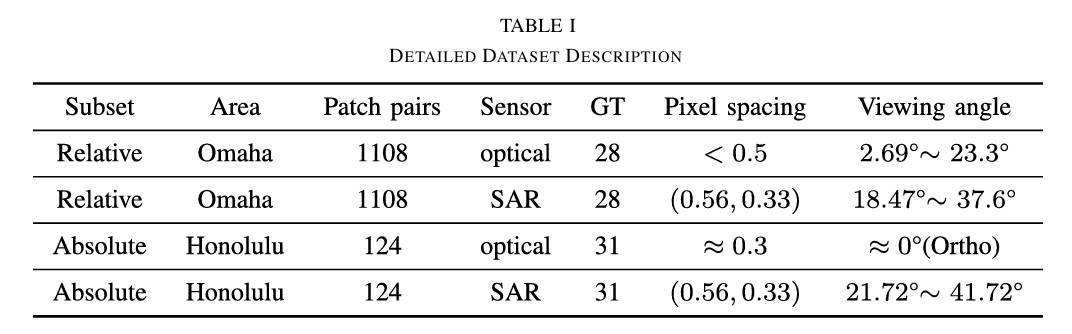 TABLE I
DETAILED DATASET DESCRIPTION
Subset Area Patch pairs Sensor GT Pixel spacing Viewing angle
Relative Omaha 1108 optical 28 < 0.5 2.69°∼ 23.3°
Relative Omaha 1108 SAR 28 (0.56, 0.33) 18.47°∼ 37.6°
Absolute Honolulu 124 optical 31 ≈ 0.3 ≈ 0°(Ortho)
Absolute Honolulu 124 SAR 31 (0.56, 0.33) 21.72°∼ 41.72°